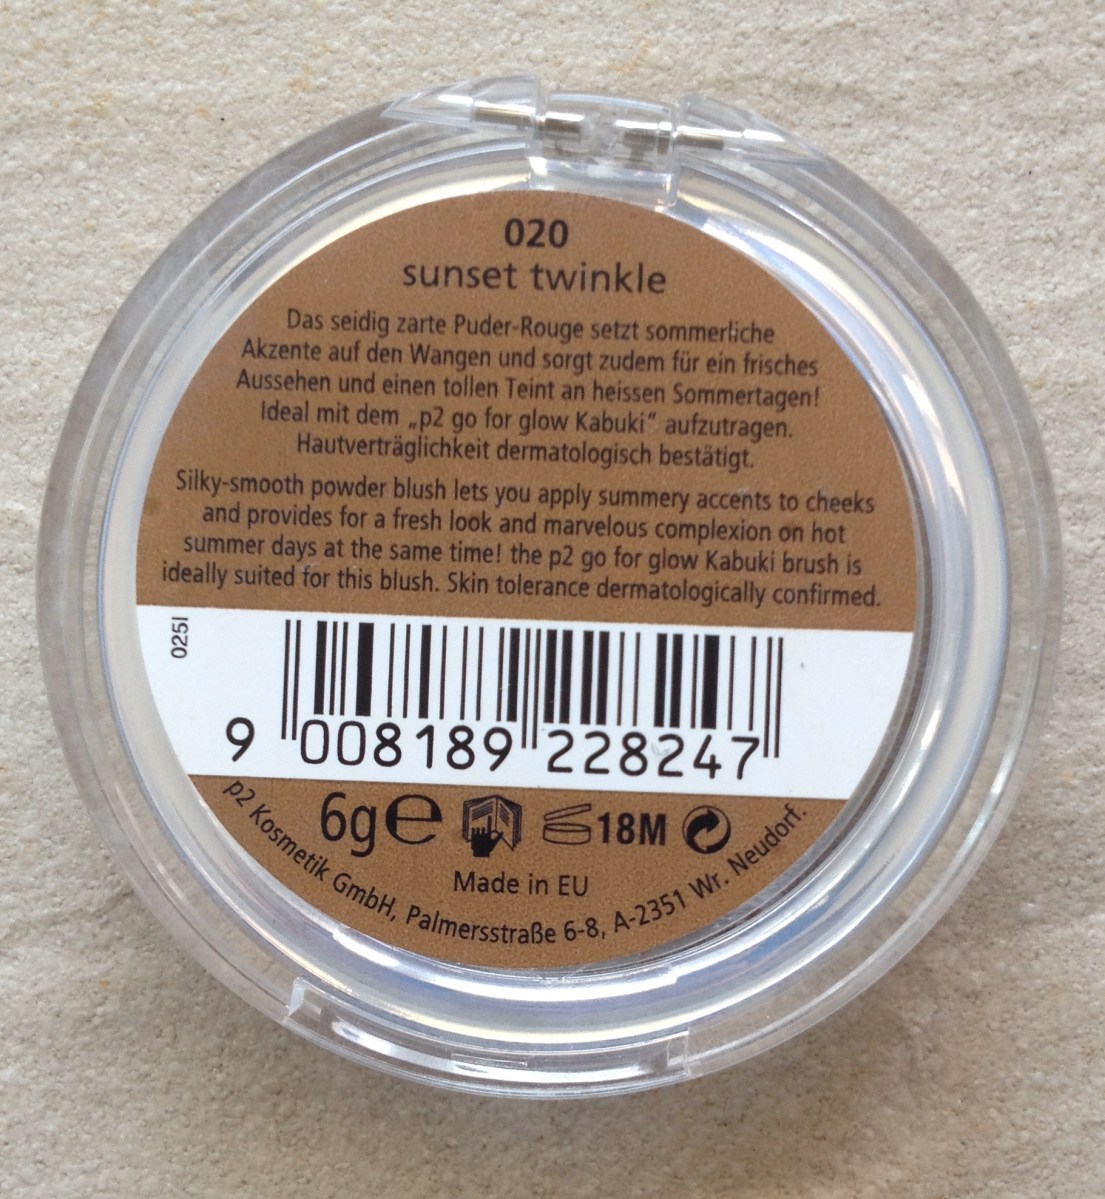 020
sunset twinkle
Das seidig zarte Puder-Rouge setzt sommerliche
Akzente auf den Wangen und sorgt zudem für ein frisches
Aussehen und einen tollen Teint an heissen Sommertagen!
Ideal mit dem „p2 go for glow Kabuki“ aufzutragen.
Hautverträglichkeit dermatologisch bestätigt.
Silky-smooth powder blush lets you apply summery accents to cheeks
and provides for a fresh look and marvelous complexion on hot
summer days at the same time! the p2 go for glow Kabuki brush is
ideally suited for this blush. Skin tolerance dermatologically confirmed.
025I
9 008189 228247
6g e 18M
Made in EU
p2 Kosmetik GmbH, Palmersstraße 6-8, A-2351 Wr. Neudorf.